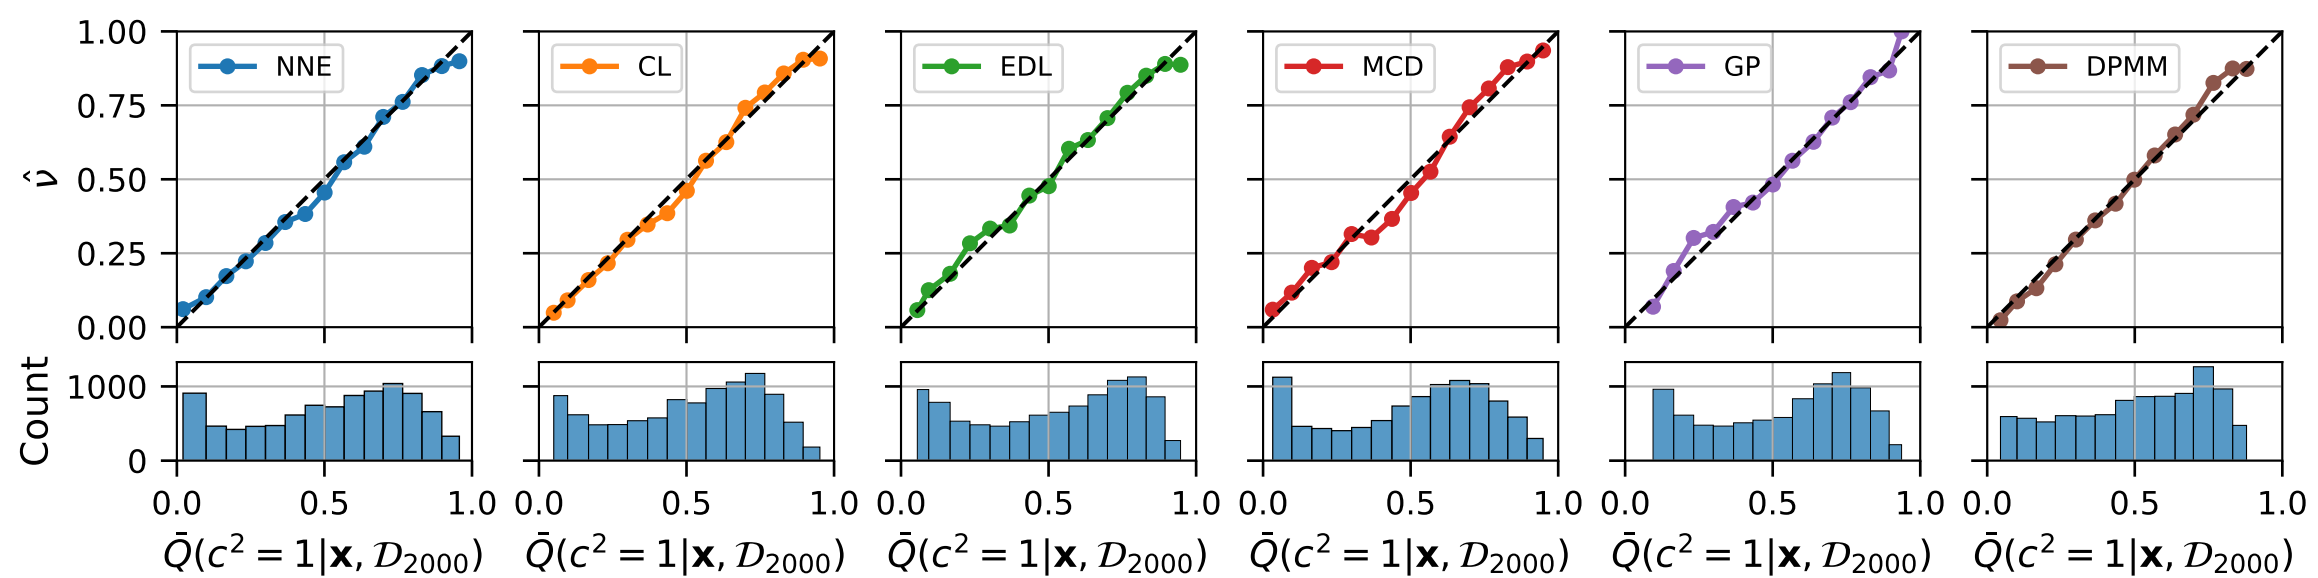 1.00
0.75
0.50
0.25
0.00
ν̂
NNE
CL
EDL
MCD
GP
DPMM
Count
1000
0
0.0 0.5 1.0
0.0 0.5 1.0
0.0 0.5 1.0
0.0 0.5 1.0
0.0 0.5 1.0
0.0 0.5 1.0
Q̄(c² = 1|𝐱, 𝒟₂₀₀₀)
Q̄(c² = 1|𝐱, 𝒟₂₀₀₀)
Q̄(c² = 1|𝐱, 𝒟₂₀₀₀)
Q̄(c² = 1|𝐱, 𝒟₂₀₀₀)
Q̄(c² = 1|𝐱, 𝒟₂₀₀₀)
Q̄(c² = 1|𝐱, 𝒟₂₀₀₀)